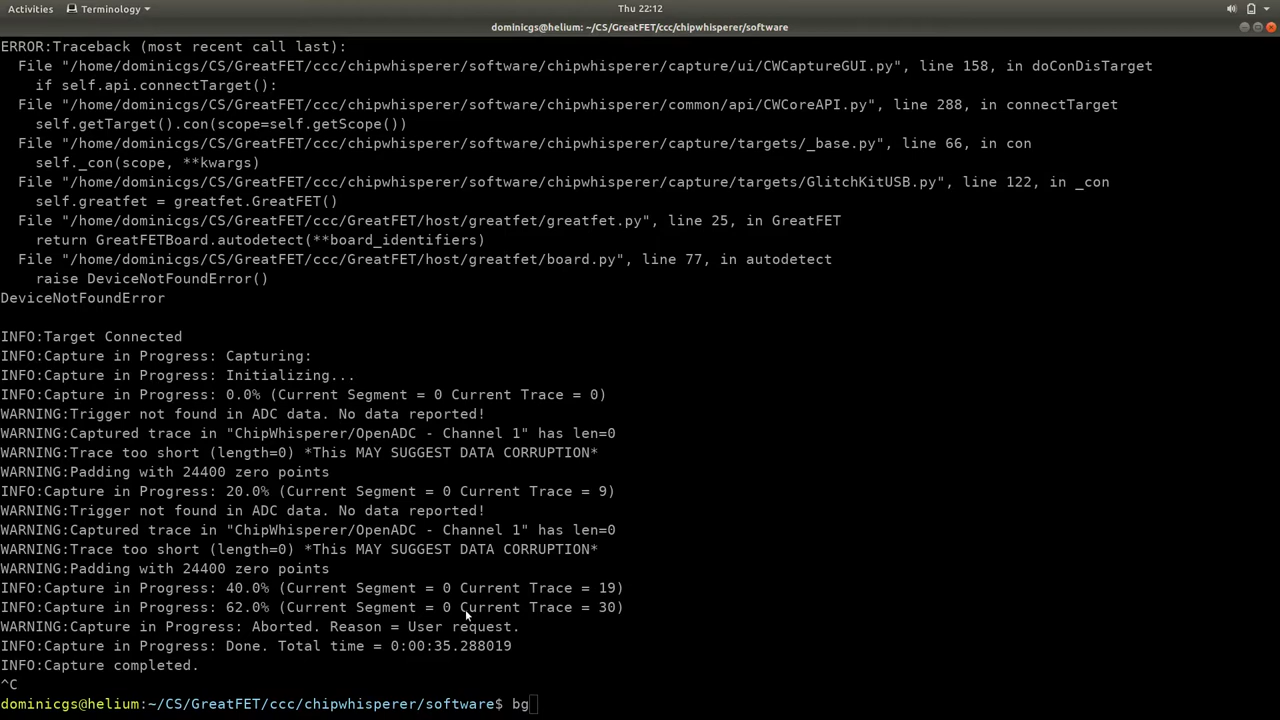 Activities Terminology Thu 22:12
dominicgs@helium: ~/CS/GreatFET/ccc/chipwhisperer/software
ERROR:Traceback (most recent call last):
File "/home/dominicgs/CS/GreatFET/ccc/chipwhisperer/software/chipwhisperer/capture/ui/CWCaptureGUI.py", line 158, in doConDisTarget
if self.api.connectTarget():
File "/home/dominicgs/CS/GreatFET/ccc/chipwhisperer/software/chipwhisperer/common/api/CWCoreAPI.py", line 288, in connectTarget
self.getTarget().con(scope=self.getScope())
File "/home/dominicgs/CS/GreatFET/ccc/chipwhisperer/software/chipwhisperer/capture/targets/_base.py", line 66, in con
self._con(scope, **kwargs)
File "/home/dominicgs/CS/GreatFET/ccc/chipwhisperer/software/chipwhisperer/capture/targets/GlitchKitUSB.py", line 122, in _con
self.greatfet = greatfet.GreatFET()
File "/home/dominicgs/CS/GreatFET/ccc/GreatFET/host/greatfet/greatfet.py", line 25, in GreatFET
return GreatFETBoard.autodetect(**board_identifiers)
File "/home/dominicgs/CS/GreatFET/ccc/GreatFET/host/greatfet/board.py", line 77, in autodetect
raise DeviceNotFoundError()
DeviceNotFoundError
INFO:Target Connected
INFO:Capture in Progress: Capturing:
INFO:Capture in Progress: Initializing...
INFO:Capture in Progress: 0.0% (Current Segment = 0 Current Trace = 0)
WARNING:Trigger not found in ADC data. No data reported!
WARNING:Captured trace in "ChipWhisperer/OpenADC - Channel 1" has len=0
WARNING:Trace too short (length=0) *This MAY SUGGEST DATA CORRUPTION*
WARNING:Padding with 24400 zero points
INFO:Capture in Progress: 20.0% (Current Segment = 0 Current Trace = 9)
WARNING:Trigger not found in ADC data. No data reported!
WARNING:Captured trace in "ChipWhisperer/OpenADC - Channel 1" has len=0
WARNING:Trace too short (length=0) *This MAY SUGGEST DATA CORRUPTION*
WARNING:Padding with 24400 zero points
INFO:Capture in Progress: 40.0% (Current Segment = 0 Current Trace = 19)
INFO:Capture in Progress: 62.0% (Current Segment = 0 Current Trace = 30)
WARNING:Capture in Progress: Aborted. Reason = User request.
INFO:Capture in Progress: Done. Total time = 0:00:35.288019
INFO:Capture completed.
^C
dominicgs@helium:~/CS/GreatFET/ccc/chipwhisperer/software$ bg